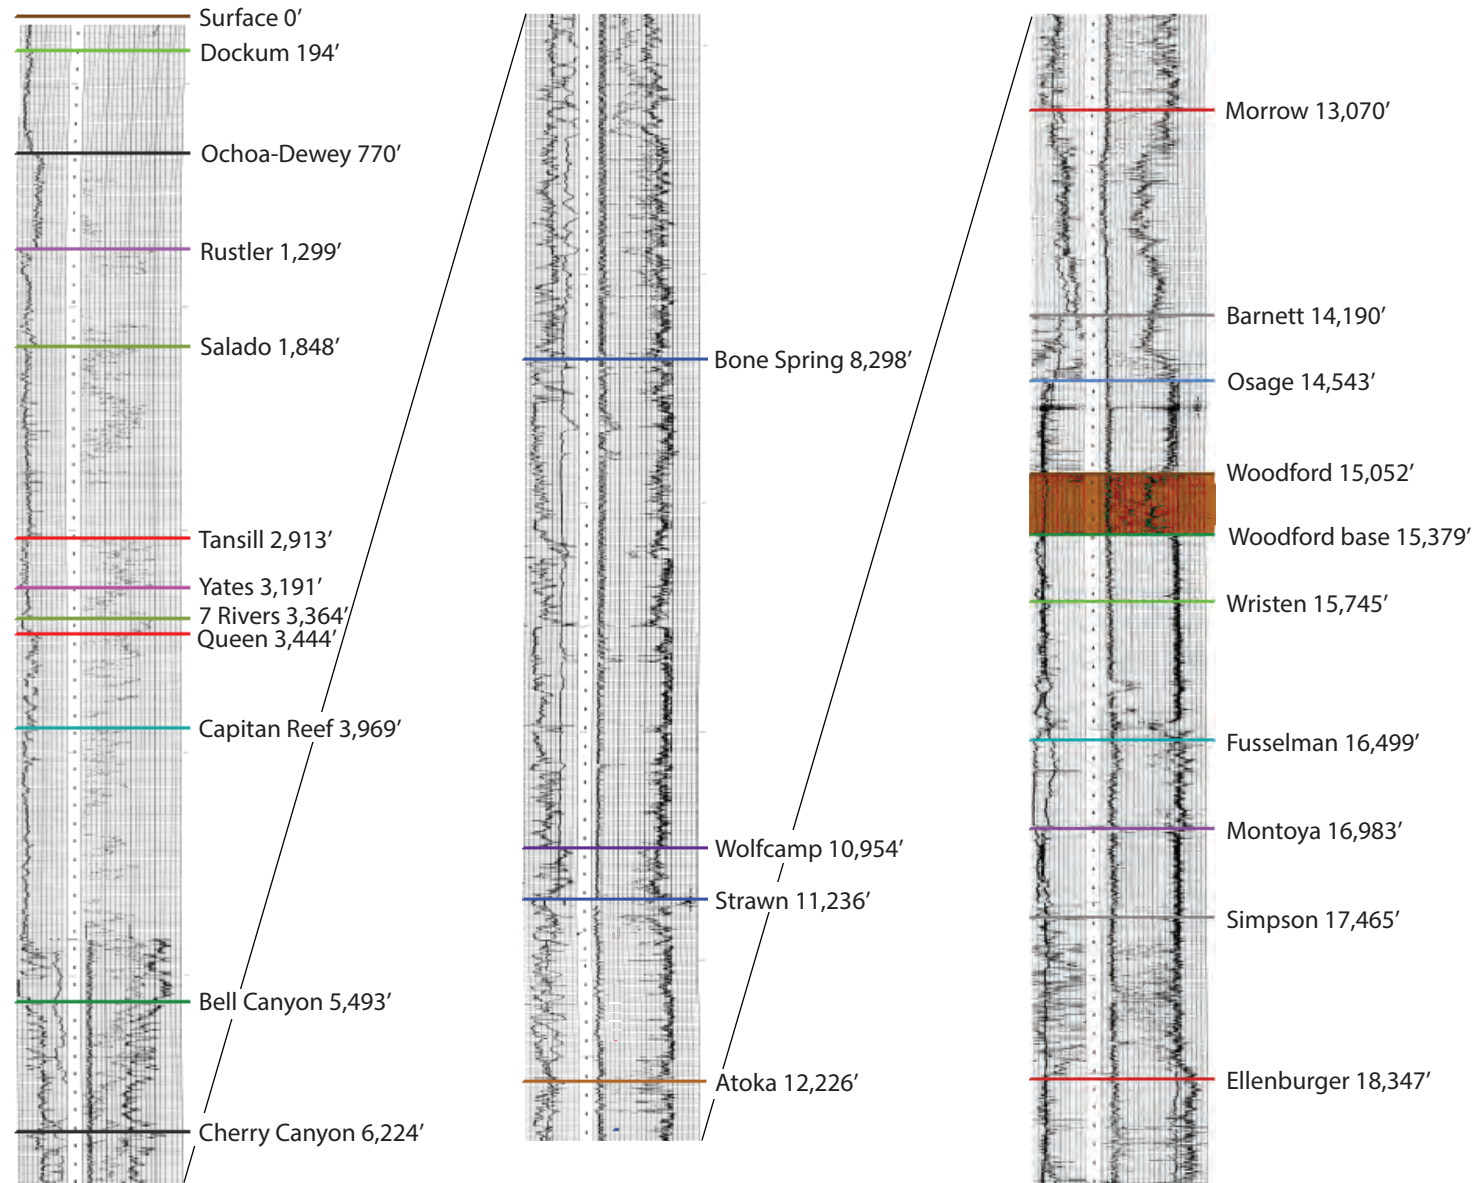 Surface 0′
Dockum 194′
Ochoa-Dewey 770′
Rustler 1,299′
Salado 1,848′
Tansill 2,913′
Yates 3,191′
7 Rivers 3,364′
Queen 3,444′
Capitan Reef 3,969′
Bell Canyon 5,493′
Cherry Canyon 6,224′
Bone Spring 8,298′
Wolfcamp 10,954′
Strawn 11,236′
Atoka 12,226′
Morrow 13,070′
Barnett 14,190′
Osage 14,543′
Woodford 15,052′
Woodford base 15,379′
Wristen 15,745′
Fusselman 16,499′
Montoya 16,983′
Simpson 17,465′
Ellenburger 18,347′